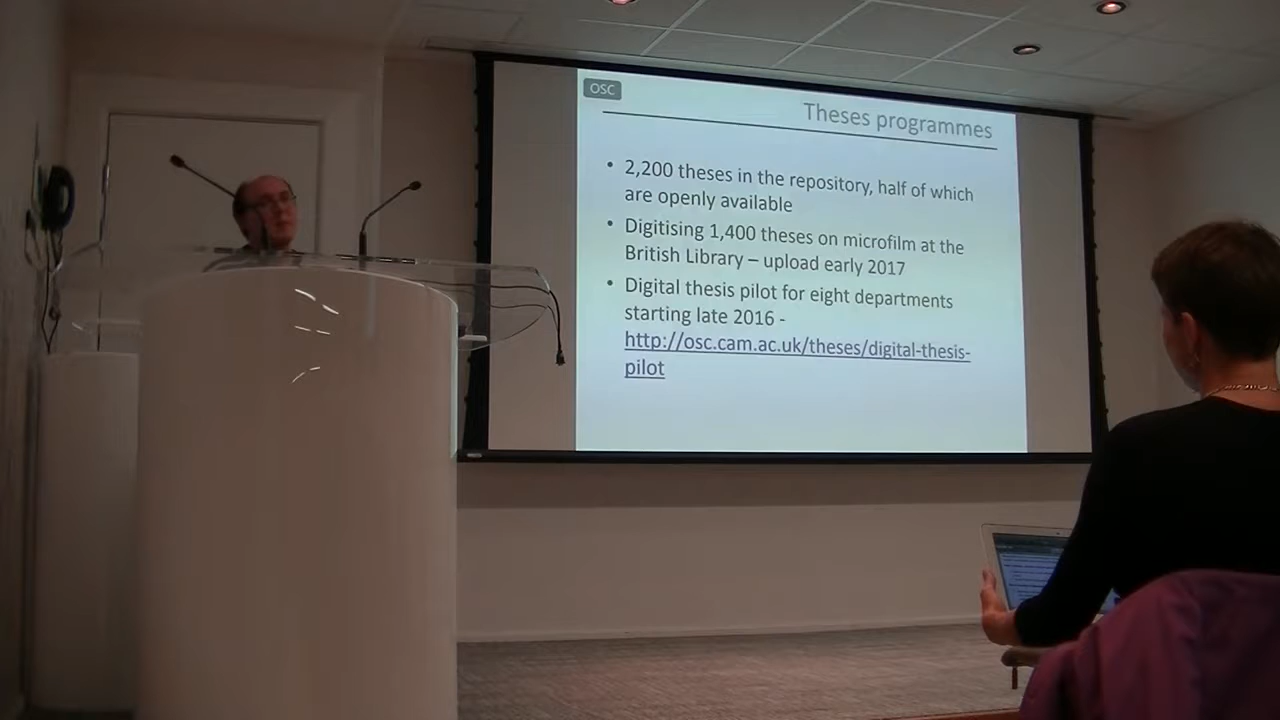 OSC
Theses programmes
• 2,200 theses in the repository, half of which
are openly available
• Digitising 1,400 theses on microfilm at the
British Library – upload early 2017
• Digital thesis pilot for eight departments
starting late 2016 -
http://osc.cam.ac.uk/theses/digital-thesis-
pilot